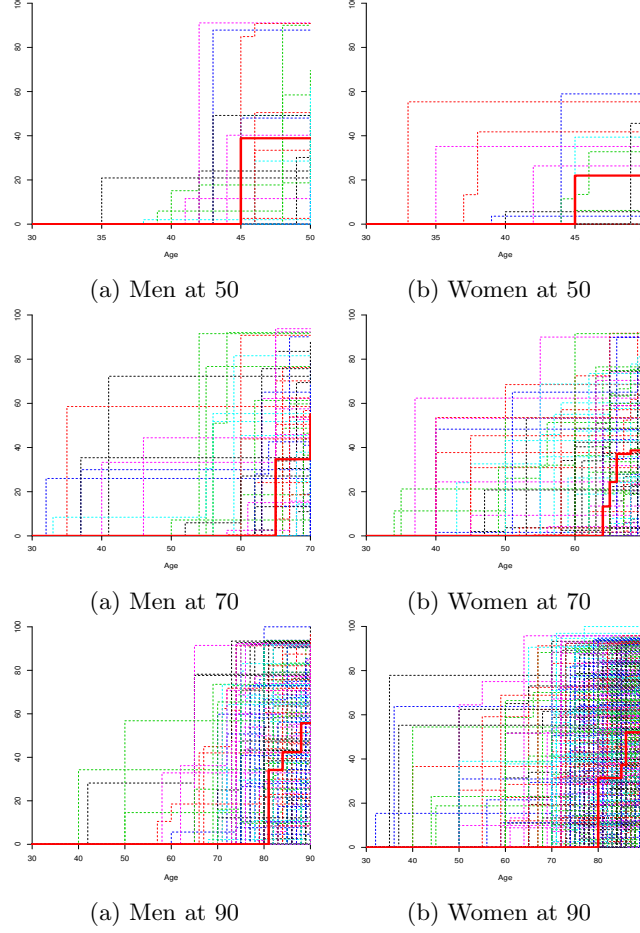 0 20 40 60 80 100
30 35 40 45 50
Age
0 20 40 60 80 100
30 35 40 45
Age
(a) Men at 50
(b) Women at 50
0 20 40 60 80 100
30 40 50 60 70
Age
0 20 40 60 80 100
30 40 50 60
Age
(a) Men at 70
(b) Women at 70
0 20 40 60 80 100
30 40 50 60 70 80 90
Age
0 20 40 60 80 100
30 40 50 60 70 80
Age
(a) Men at 90
(b) Women at 90